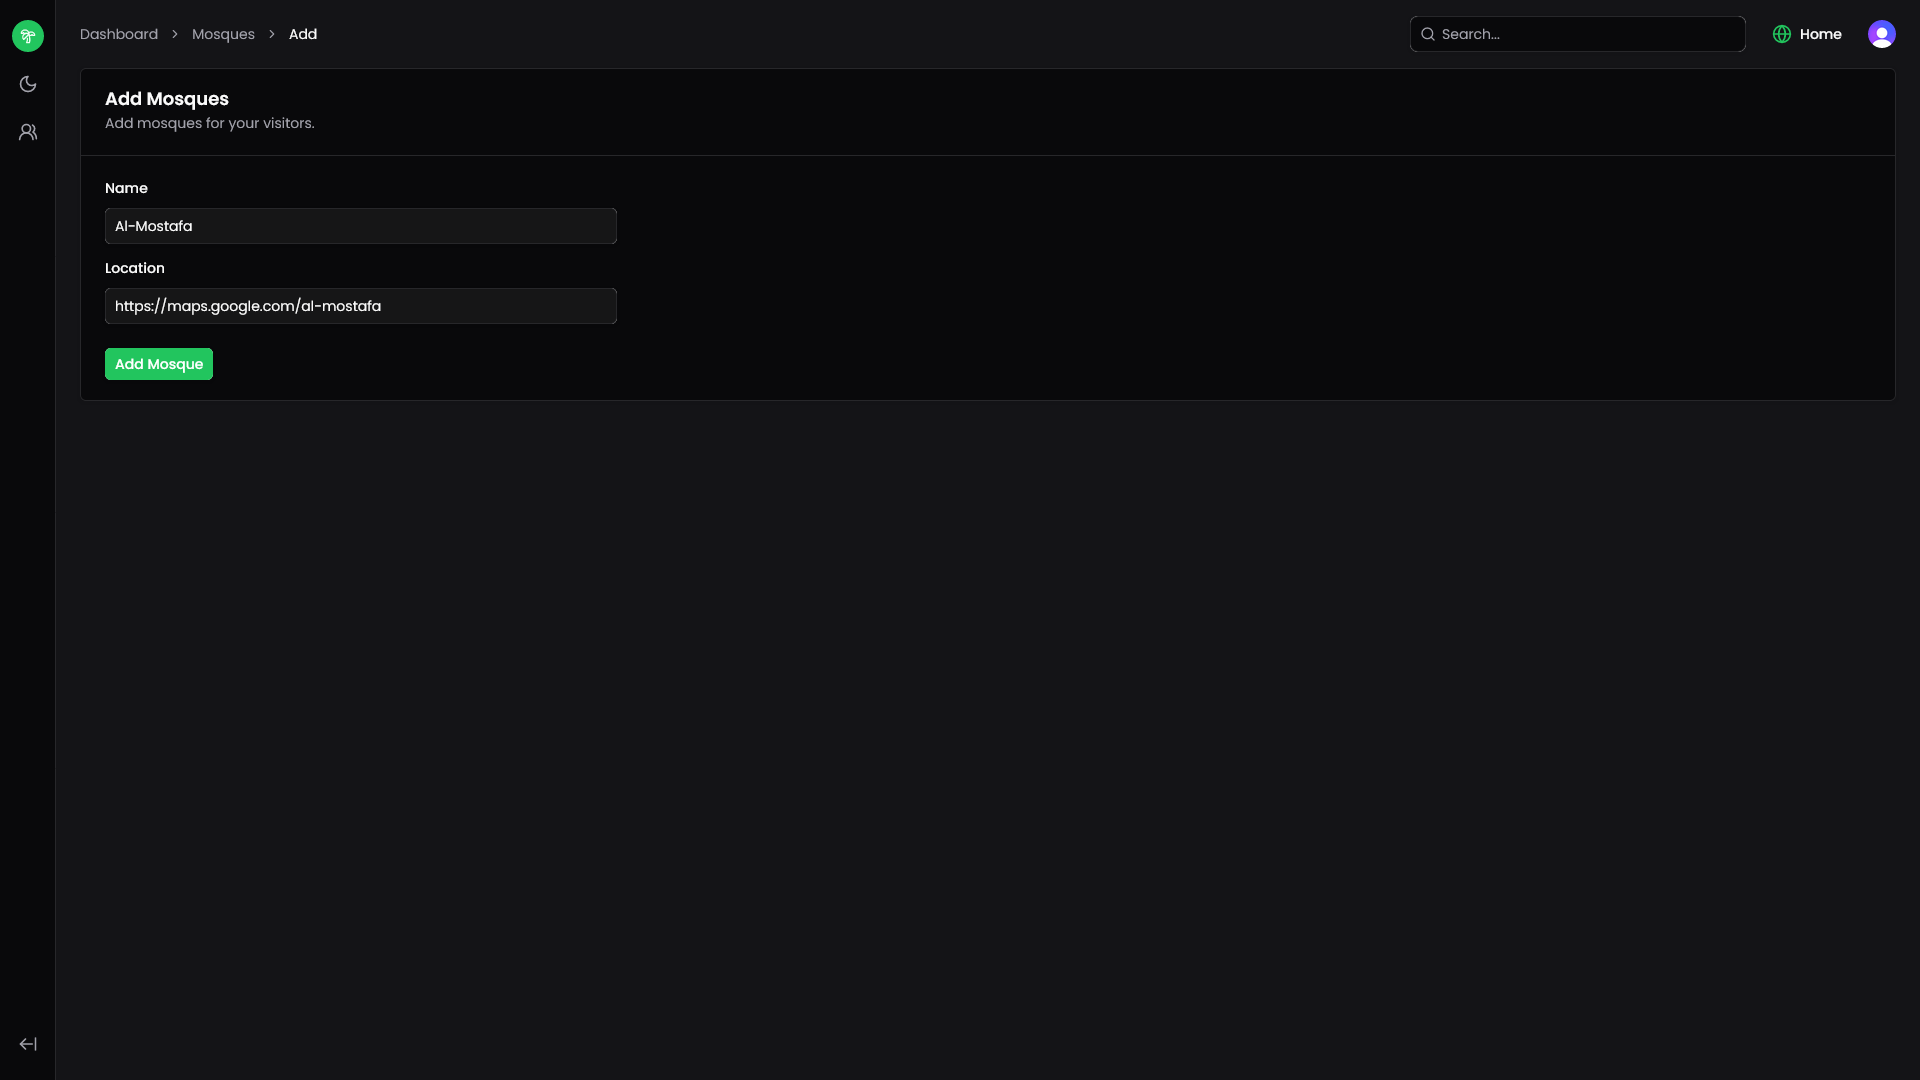 Dashboard > Mosques > Add
Search...
Home
Add Mosques
Add mosques for your visitors.
Name
Al-Mostafa
Location
https://maps.google.com/al-mostafa
Add Mosque